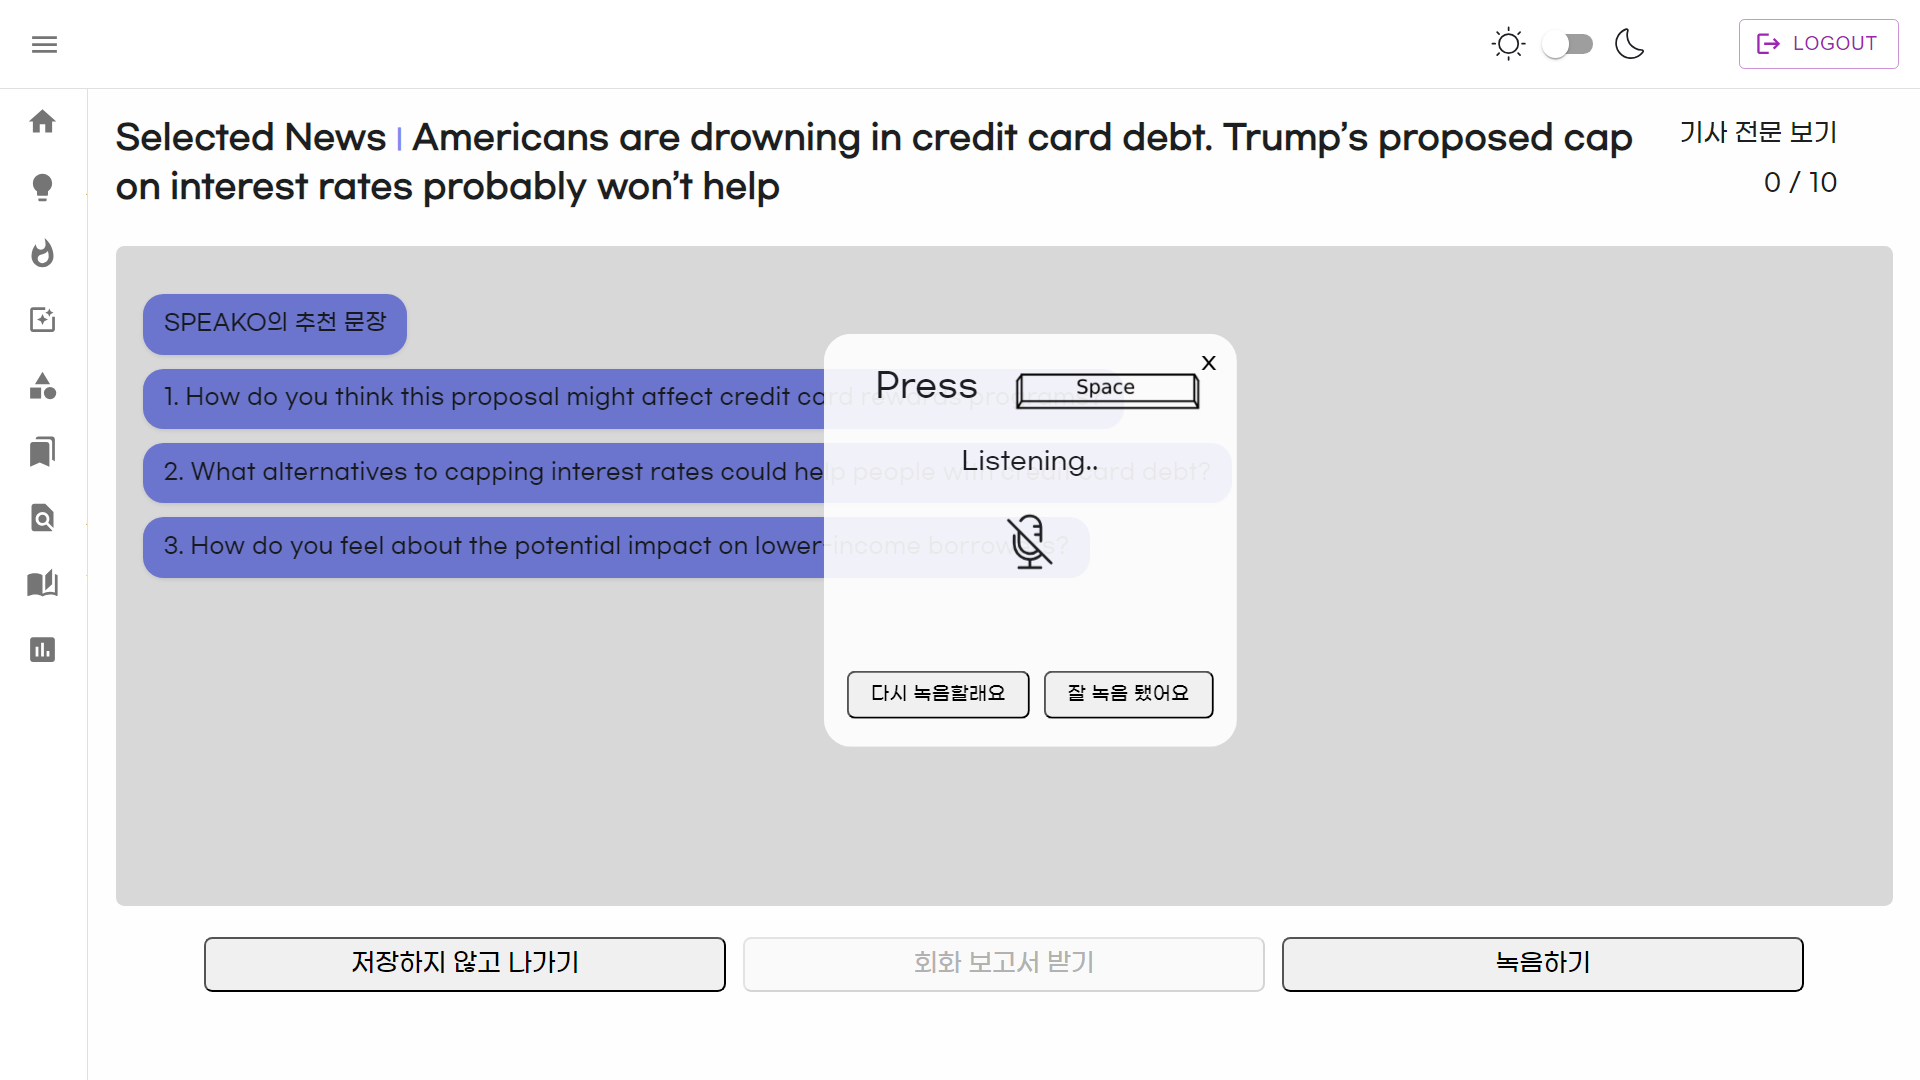 LOGOUT
Selected News | Americans are drowning in credit card debt. Trump’s proposed cap
on interest rates probably won’t help
기사 전문 보기
0 / 10
SPEAKO의 추천 문장
1. How do you think this proposal might affect credit card rewards programs?
2. What alternatives to capping interest rates could help people with credit card debt?
3. How do you feel about the potential impact on lower-income borrowers?
x
Press Space
Listening..
다시 녹음할래요
잘 녹음 됐어요
저장하지 않고 나가기
회화 보고서 받기
녹음하기